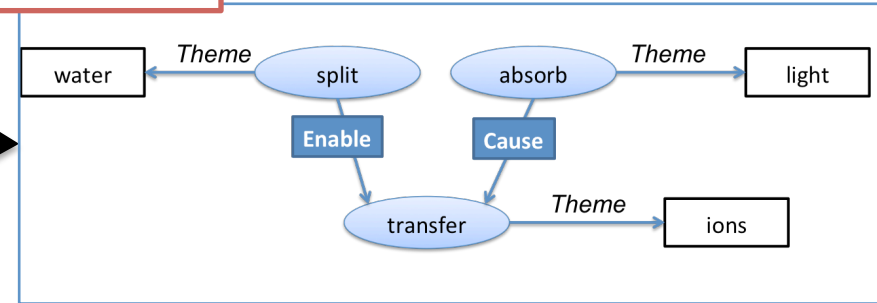 Theme
Theme
water
split
absorb
light
Enable
Cause
Theme
transfer
ions